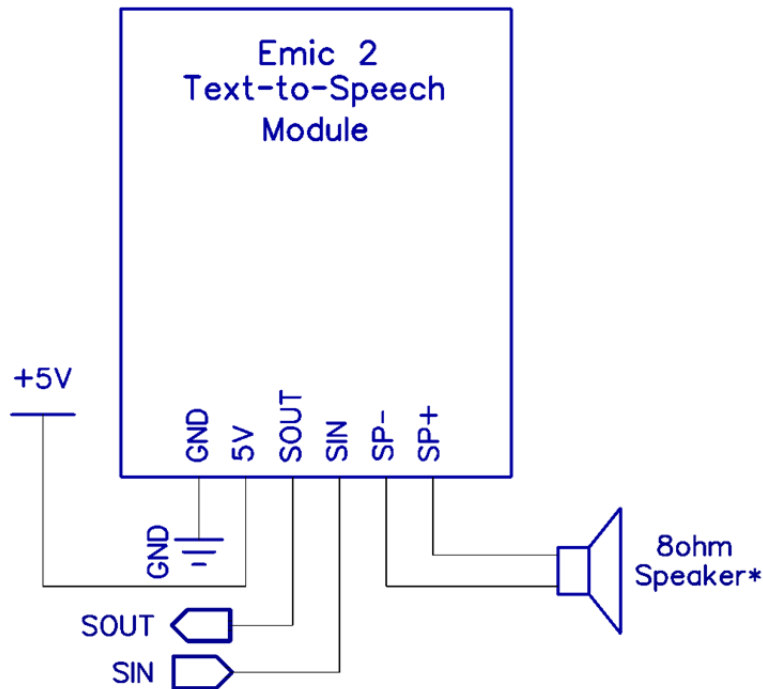 Emic 2
Text-to-Speech
Module
+5V
GND
5V
SOUT
SIN
SP-
SP+
GND
8ohm
Speaker*
SOUT
SIN